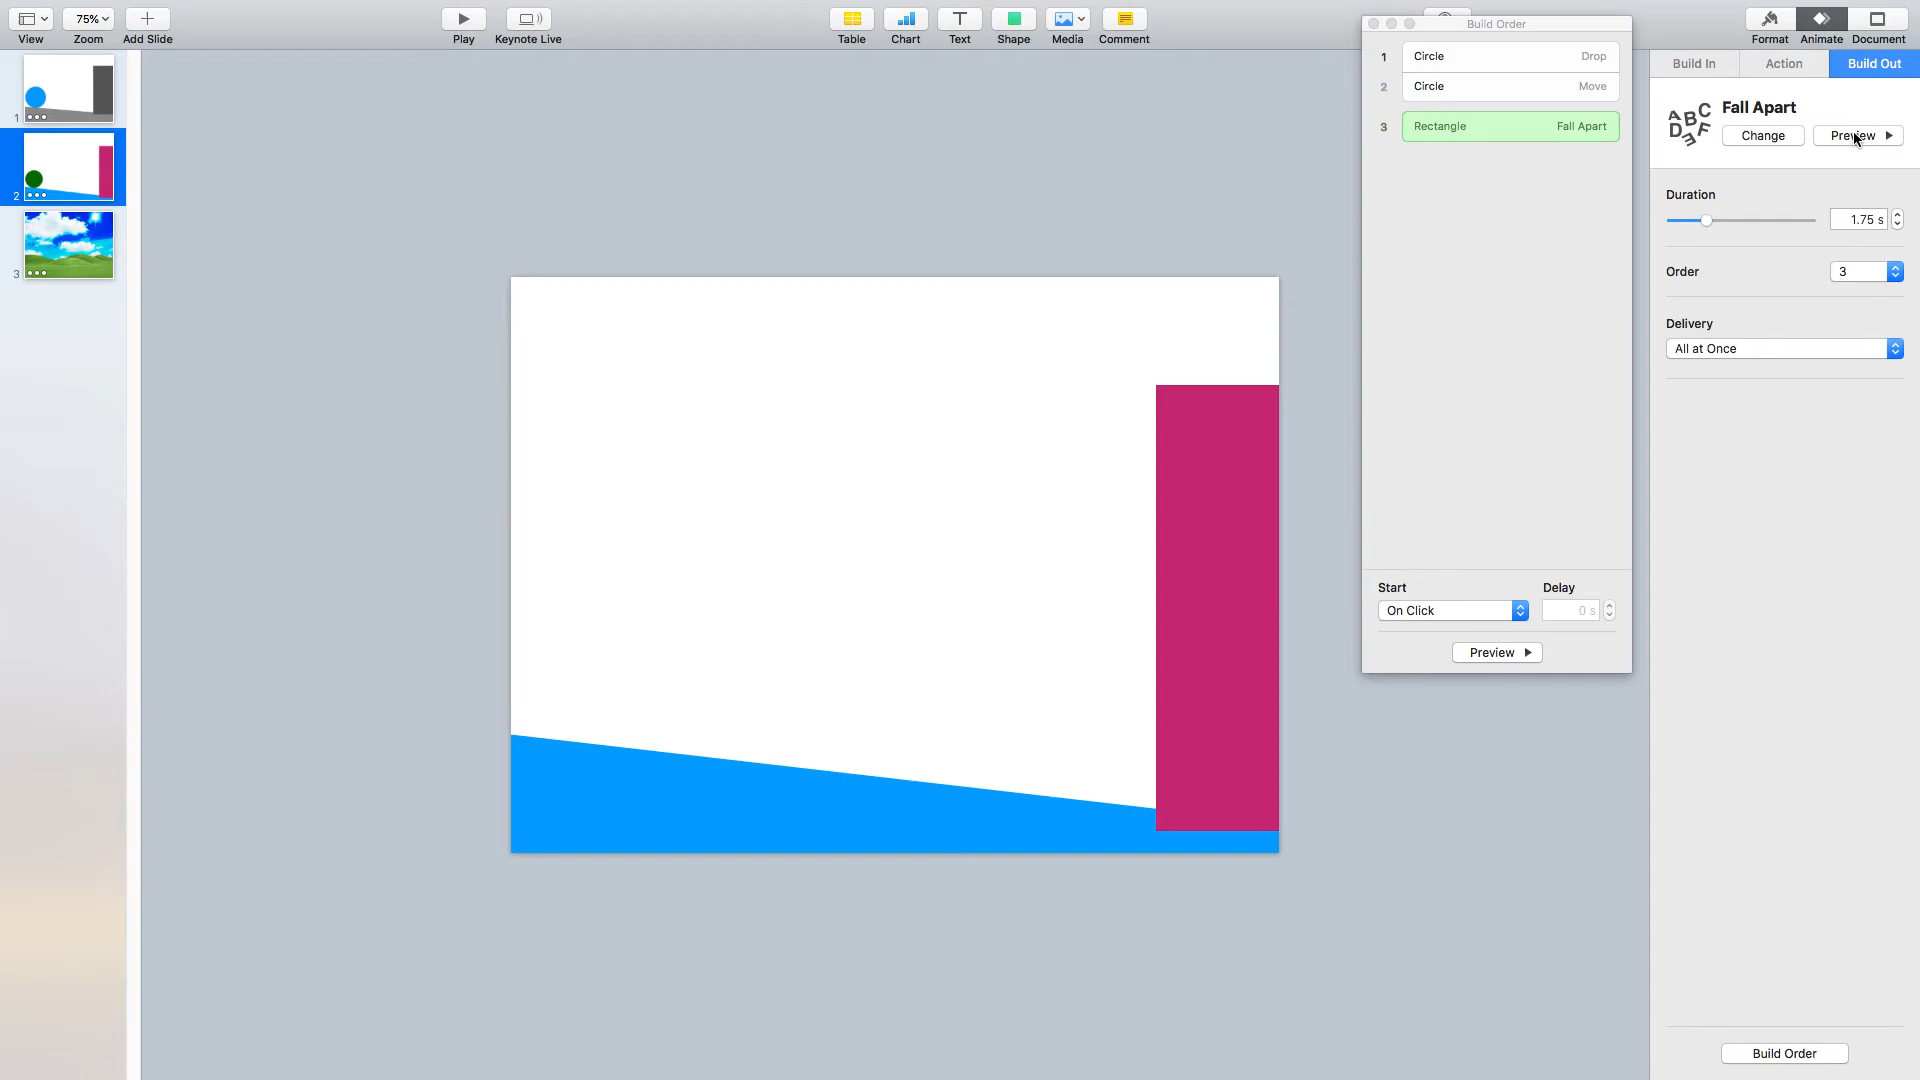 View
75%
Zoom
Add Slide
Play
Keynote Live
Table
Chart
Text
Shape
Media
Comment
Format
Animate
Document
Build Order
1 Circle Drop
2 Circle Move
3 Rectangle Fall Apart
Start Delay
On Click 0 s
Preview
Build In Action Build Out
ABC
DEF
Fall Apart
Change Preview
Duration
1.75 s
Order 3
Delivery
All at Once
Build Order
1
2
3